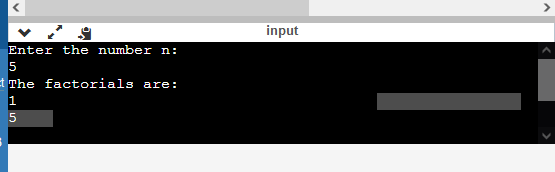 input
Enter the number n:
5
The factorials are:
1
5